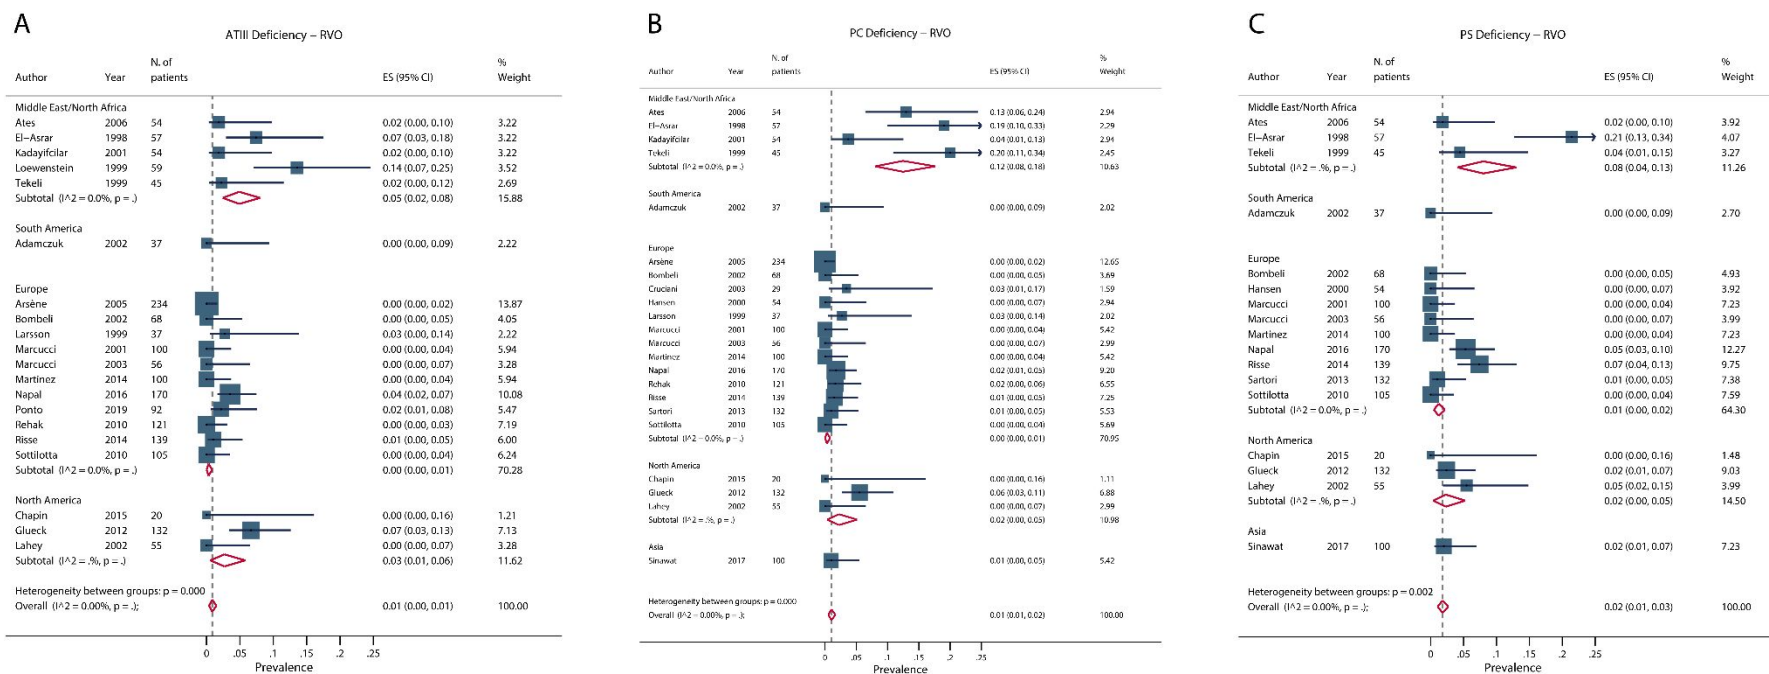 A
ATIII Deficiency – RVO
N. of %
Author Year patients ES (95% CI) Weight
Middle East/North Africa
Ates 2006 54 0.02 (0.00, 0.10) 3.22
El–Asrar 1998 57 0.07 (0.03, 0.18) 3.22
Kadayifcilar 2001 54 0.02 (0.00, 0.10) 3.22
Loewenstein 1999 59 0.14 (0.07, 0.25) 3.52
Tekeli 1999 45 0.02 (0.00, 0.12) 2.69
Subtotal (I^2 = 0.0%, p = .) 0.05 (0.02, 0.08) 15.88
South America
Adamczuk 2002 37 0.00 (0.00, 0.09) 2.22
Europe
Arsène 2005 234 0.00 (0.00, 0.02) 13.87
Bombeli 2002 68 0.00 (0.00, 0.05) 4.05
Larsson 1999 37 0.03 (0.00, 0.14) 2.22
Marcucci 2001 100 0.00 (0.00, 0.04) 5.94
Marcucci 2003 56 0.00 (0.00, 0.07) 3.28
Martinez 2014 100 0.00 (0.00, 0.04) 5.94
Napal 2016 170 0.04 (0.02, 0.07) 10.08
Ponto 2019 92 0.02 (0.01, 0.08) 5.47
Rehak 2010 121 0.00 (0.00, 0.03) 7.19
Risse 2014 139 0.01 (0.00, 0.05) 6.00
Sottilotta 2010 105 0.00 (0.00, 0.04) 6.24
Subtotal (I^2 = 0.0%, p = .) 0.00 (0.00, 0.01) 70.28
North America
Chapin 2015 20 0.00 (0.00, 0.16) 1.21
Glueck 2012 132 0.07 (0.03, 0.13) 7.13
Lahey 2002 55 0.00 (0.00, 0.07) 3.28
Subtotal (I^2 = .%, p = .) 0.03 (0.01, 0.06) 11.62
Heterogeneity between groups: p = 0.000
Overall (I^2 = 0.00%, p = .); 0.01 (0.00, 0.01) 100.00
0 .05 .1 .15 .2 .25
Prevalence
B
PC Deficiency – RVO
N. of %
Author Year patients ES (95% CI) Weight
Middle East/North Africa
Ates 2006 54 0.13 (0.06, 0.24) 2.94
El–Asrar 1998 57 0.19 (0.10, 0.33) 2.29
Kadayifcilar 2001 54 0.04 (0.01, 0.13) 2.94
Tekeli 1999 45 0.20 (0.11, 0.34) 2.45
Subtotal (I^2 = 0.0%, p = .) 0.12 (0.08, 0.18) 10.63
South America
Adamczuk 2002 37 0.00 (0.00, 0.09) 2.02
Europe
Arsène 2005 234 0.00 (0.00, 0.02) 12.65
Bombeli 2002 68 0.00 (0.00, 0.05) 3.69
Cruciani 2003 29 0.03 (0.01, 0.17) 1.59
Hansen 2000 54 0.00 (0.00, 0.07) 2.94
Larsson 1999 37 0.03 (0.00, 0.14) 2.02
Marcucci 2001 100 0.00 (0.00, 0.04) 5.42
Marcucci 2003 56 0.00 (0.00, 0.07) 2.99
Martinez 2014 100 0.00 (0.00, 0.04) 5.42
Napal 2016 170 0.02 (0.01, 0.05) 9.20
Rehak 2010 121 0.02 (0.00, 0.06) 6.55
Risse 2014 139 0.01 (0.00, 0.05) 7.25
Sartori 2013 132 0.01 (0.00, 0.05) 5.53
Sottilotta 2010 105 0.00 (0.00, 0.04) 5.69
Subtotal (I^2 = 0.0%, p = .) 0.00 (0.00, 0.01) 70.95
North America
Chapin 2015 20 0.00 (0.00, 0.16) 1.11
Glueck 2012 132 0.06 (0.03, 0.11) 6.88
Lahey 2002 55 0.00 (0.00, 0.07) 2.99
Subtotal (I^2 = .%, p = .) 0.02 (0.00, 0.05) 10.98
Asia
Sinawat 2017 100 0.01 (0.00, 0.05) 5.42
Heterogeneity between groups: p = 0.000
Overall (I^2 = 0.00%, p = .); 0.01 (0.01, 0.02) 100.00
0 .05 .1 .15 .2 .25
Prevalence
C
PS Deficiency – RVO
N. of %
Author Year patients ES (95% CI) Weight
Middle East/North Africa
Ates 2006 54 0.02 (0.00, 0.10) 3.92
El–Asrar 1998 57 0.21 (0.13, 0.34) 4.07
Tekeli 1999 45 0.04 (0.01, 0.15) 3.27
Subtotal (I^2 = .%, p = .) 0.08 (0.04, 0.13) 11.26
South America
Adamczuk 2002 37 0.00 (0.00, 0.09) 2.70
Europe
Bombeli 2002 68 0.00 (0.00, 0.05) 4.93
Hansen 2000 54 0.00 (0.00, 0.07) 3.92
Marcucci 2001 100 0.00 (0.00, 0.04) 7.23
Marcucci 2003 56 0.00 (0.00, 0.07) 3.99
Martinez 2014 100 0.00 (0.00, 0.04) 7.23
Napal 2016 170 0.05 (0.03, 0.10) 12.27
Risse 2014 139 0.07 (0.04, 0.13) 9.75
Sartori 2013 132 0.01 (0.00, 0.05) 7.38
Sottilotta 2010 105 0.00 (0.00, 0.04) 7.59
Subtotal (I^2 = 0.0%, p = .) 0.01 (0.00, 0.02) 64.30
North America
Chapin 2015 20 0.00 (0.00, 0.16) 1.48
Glueck 2012 132 0.02 (0.01, 0.07) 9.03
Lahey 2002 55 0.05 (0.02, 0.15) 3.99
Subtotal (I^2 = .%, p = .) 0.02 (0.00, 0.05) 14.50
Asia
Sinawat 2017 100 0.02 (0.01, 0.07) 7.23
Heterogeneity between groups: p = 0.002
Overall (I^2 = 0.00%, p = .); 0.02 (0.01, 0.03) 100.00
0 .05 .1 .15 .2 .25
Prevalence